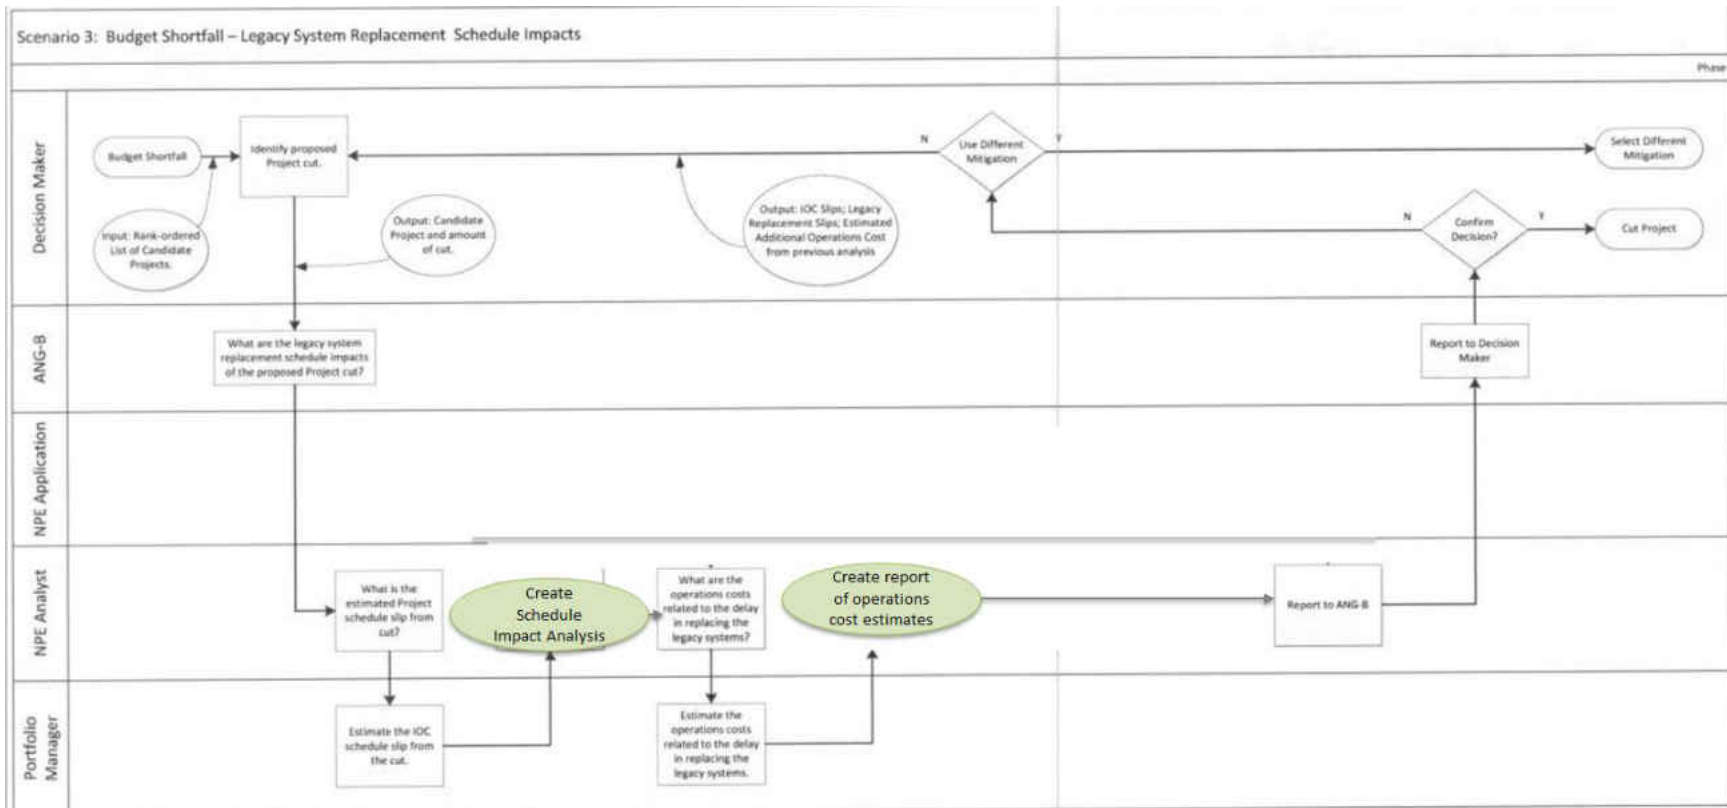 Scenario 3: Budget Shortfall – Legacy System Replacement Schedule Impacts
Phase
Decision Maker
Budget Shortfall
Identify proposed
Project cut.
Input: Rank-ordered
List of Candidate
Projects.
Output: Candidate
Project and amount
of cut.
Output: IOC Slips; Legacy
Replacement Slips; Estimated
Additional Operations Cost
from previous analysis
N
Use Different
Mitigation
Y
Select Different
Mitigation
N
Confirm
Decision?
Y
Cut Project
ANG-B
What are the legacy system
replacement schedule impacts
of the proposed Project cut?
Report to Decision
Maker
NPE Application
NPE Analyst
What is the
estimated Project
schedule slip from
cut?
Create
Schedule
Impact Analysis
What are the
operations costs
related to the delay
in replacing the
legacy systems?
Create report
of operations
cost estimates
Report to ANG-B
Portfolio
Manager
Estimate the IOC
schedule slip from
the cut.
Estimate the
operations costs
related to the delay
in replacing the
legacy systems.